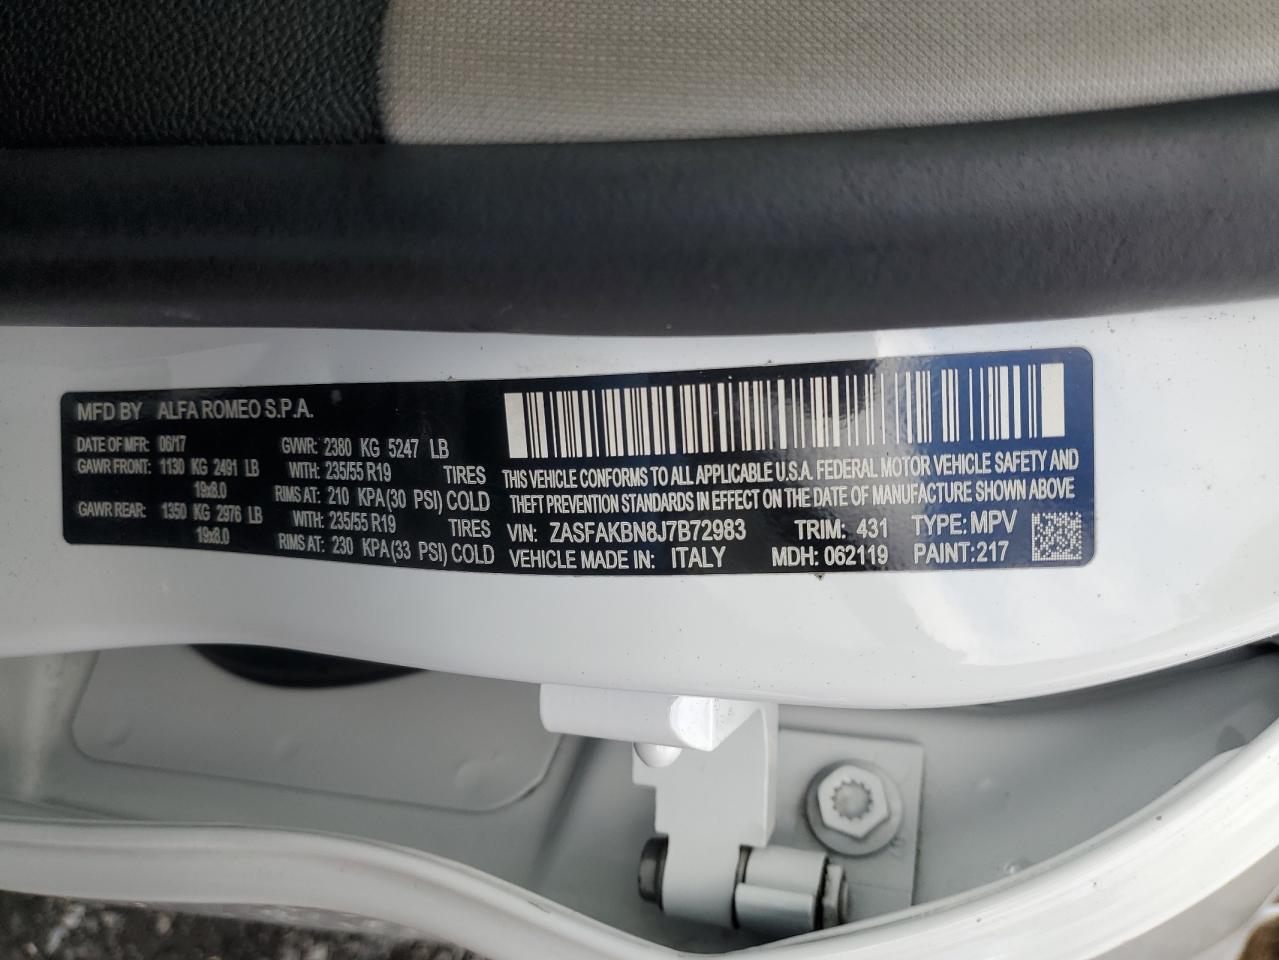 MFD BY ALFA ROMEO S.P.A.
DATE OF MFR: 06/17 GVWR: 2380 KG 5247 LB
GAWR FRONT: 1130 KG 2491 LB WITH: 235/55 R19 TIRES
19x8.0 RIMS AT: 210 KPA(30 PSI) COLD
GAWR REAR: 1350 KG 2976 LB WITH: 235/55 R19 TIRES
19x8.0 RIMS AT: 230 KPA(33 PSI) COLD
THIS VEHICLE CONFORMS TO ALL APPLICABLE U.S.A. FEDERAL MOTOR VEHICLE SAFETY AND
THEFT PREVENTION STANDARDS IN EFFECT ON THE DATE OF MANUFACTURE SHOWN ABOVE
VIN: ZASFAKBN8J7B72983 TRIM: 431 TYPE: MPV
VEHICLE MADE IN: ITALY MDH: 062119 PAINT:217